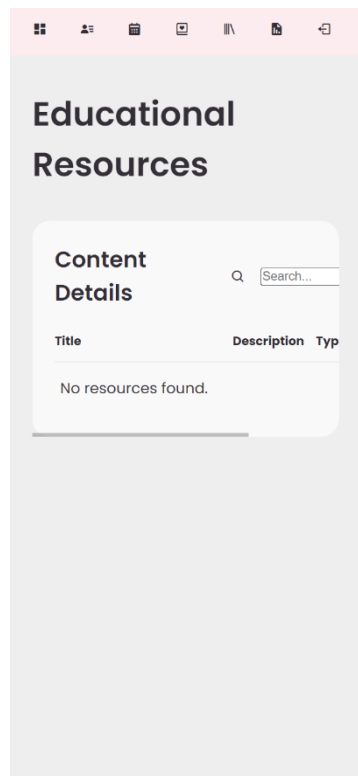 Educational
Resources
Content
Details
Search...
Title Description Typ
No resources found.